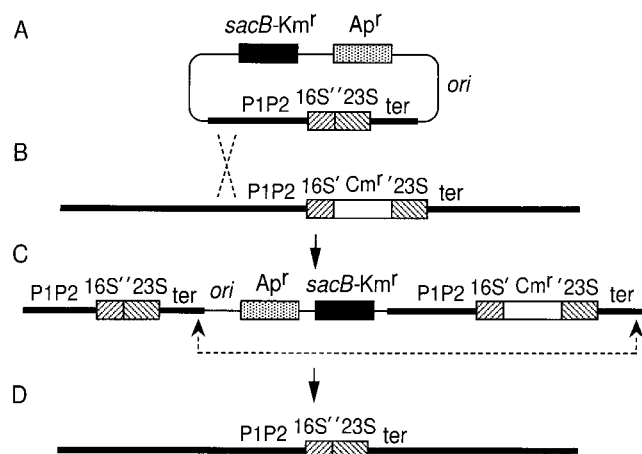 A
sacB-Kmʳ Apʳ
ori
P1P2 16S'' 23S ter
B
P1P2 16S' Cmʳ '23S ter
C
P1P2 16S'' 23S ter ori Apʳ sacB-Kmʳ P1P2 16S' Cmʳ '23S ter
D
P1P2 16S'' 23S ter